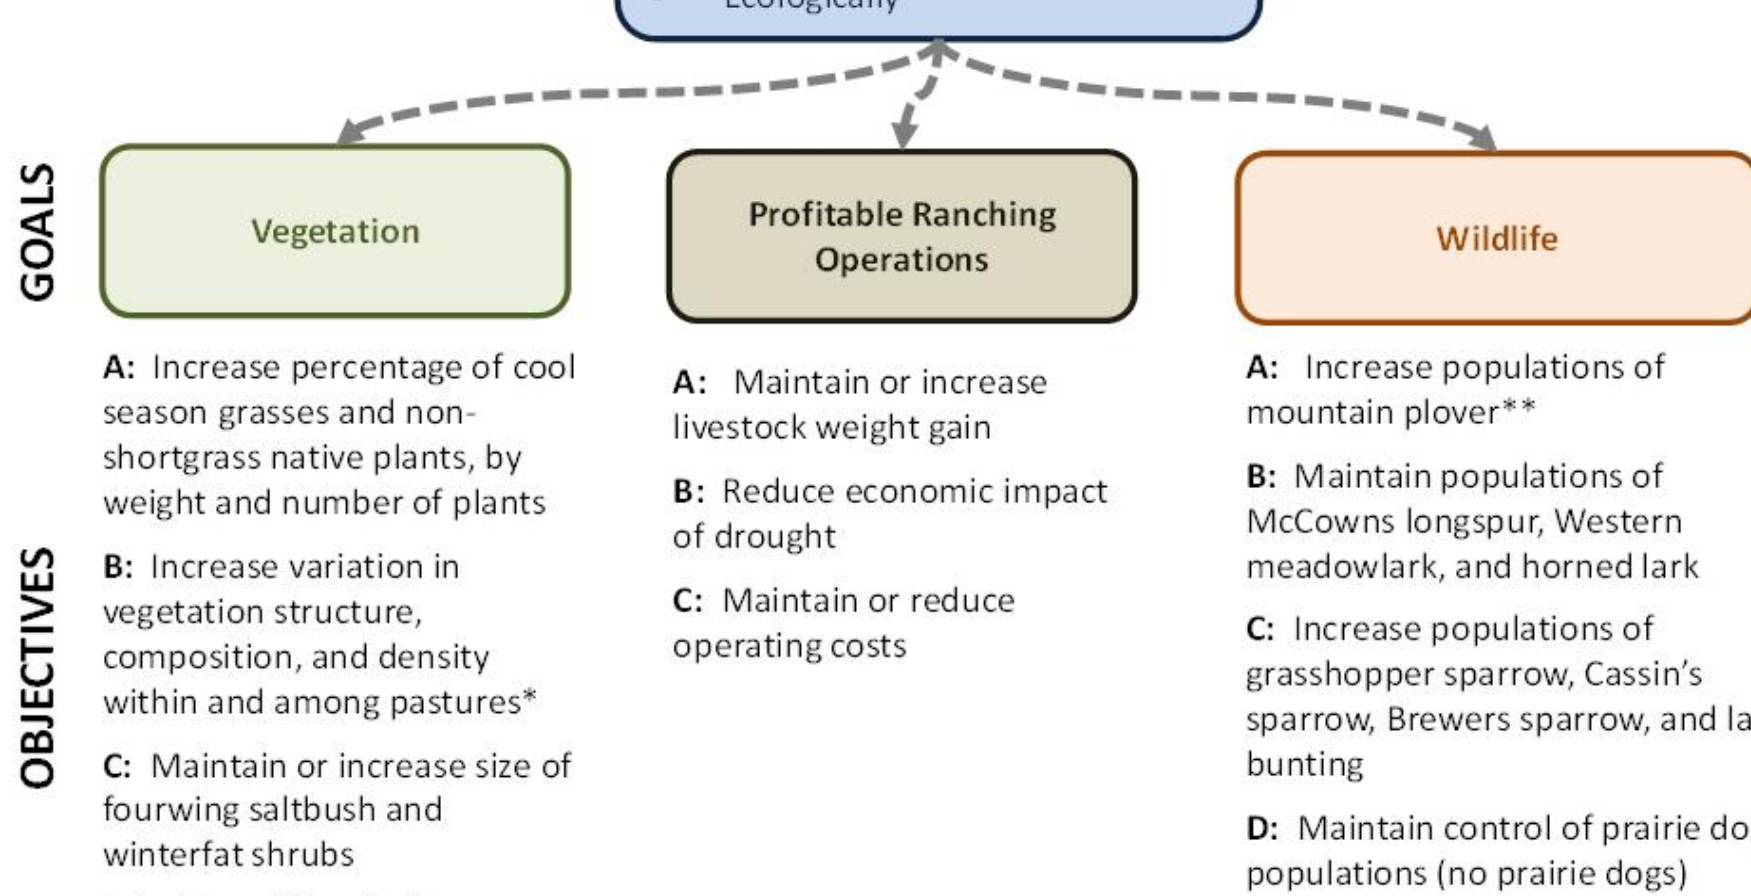 Ecologically
GOALS
Vegetation
Profitable Ranching
Operations
Wildlife
OBJECTIVES
A: Increase percentage of cool
season grasses and non-
shortgrass native plants, by
weight and number of plants
B: Increase variation in
vegetation structure,
composition, and density
within and among pastures*
C: Maintain or increase size of
fourwing saltbush and
winterfat shrubs
A: Maintain or increase
livestock weight gain
B: Reduce economic impact
of drought
C: Maintain or reduce
operating costs
A: Increase populations of
mountain plover**
B: Maintain populations of
McCowns longspur, Western
meadowlark, and horned lark
C: Increase populations of
grasshopper sparrow, Cassin’s
sparrow, Brewers sparrow, and
bunting
D: Maintain control of prairie
populations (no prairie dogs)